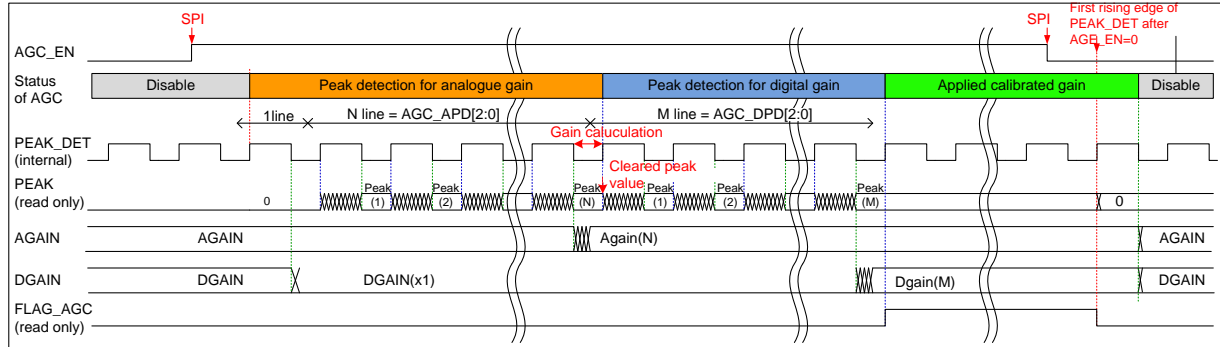 SPI
SPI
First rising edge of
PEAK_DET after
AGE_EN=0
AGC_EN
Status
of AGC
Disable
Peak detection for analogue gain
Peak detection for digital gain
Applied calibrated gain
Disable
1line
N line = AGC_APD[2:0]
M line = AGC_DPD[2:0]
PEAK_DET
(internal)
Gain caluculation
Cleared peak
value
PEAK
(read only)
0
Peak
(1)
Peak
(2)
Peak
(N)
Peak
(1)
Peak
(2)
Peak
(M)
0
AGAIN
AGAIN
Again(N)
AGAIN
DGAIN
DGAIN
DGAIN(x1)
Dgain(M)
DGAIN
FLAG_AGC
(read only)